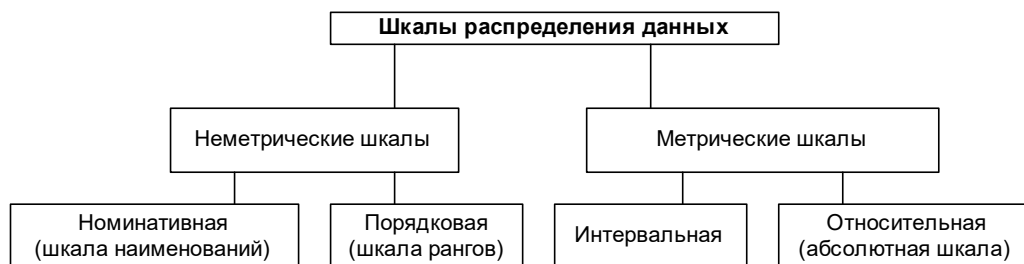 Шкалы распределения данных
Неметрические шкалы
Метрические шкалы
Номинативная
(шкала наименований)
Порядковая
(шкала рангов)
Интервальная
Относительная
(абсолютная шкала)